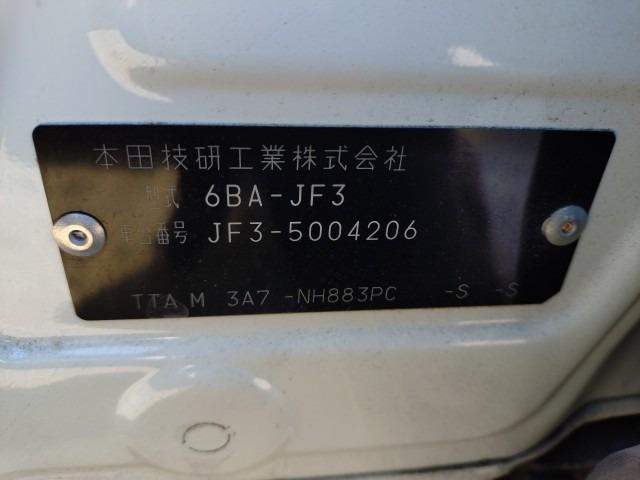 本田技研工業株式会社
型式 6BA-JF3
車台番号 JF3-5004206
TTA M 3A7 -NH883PC -S -S